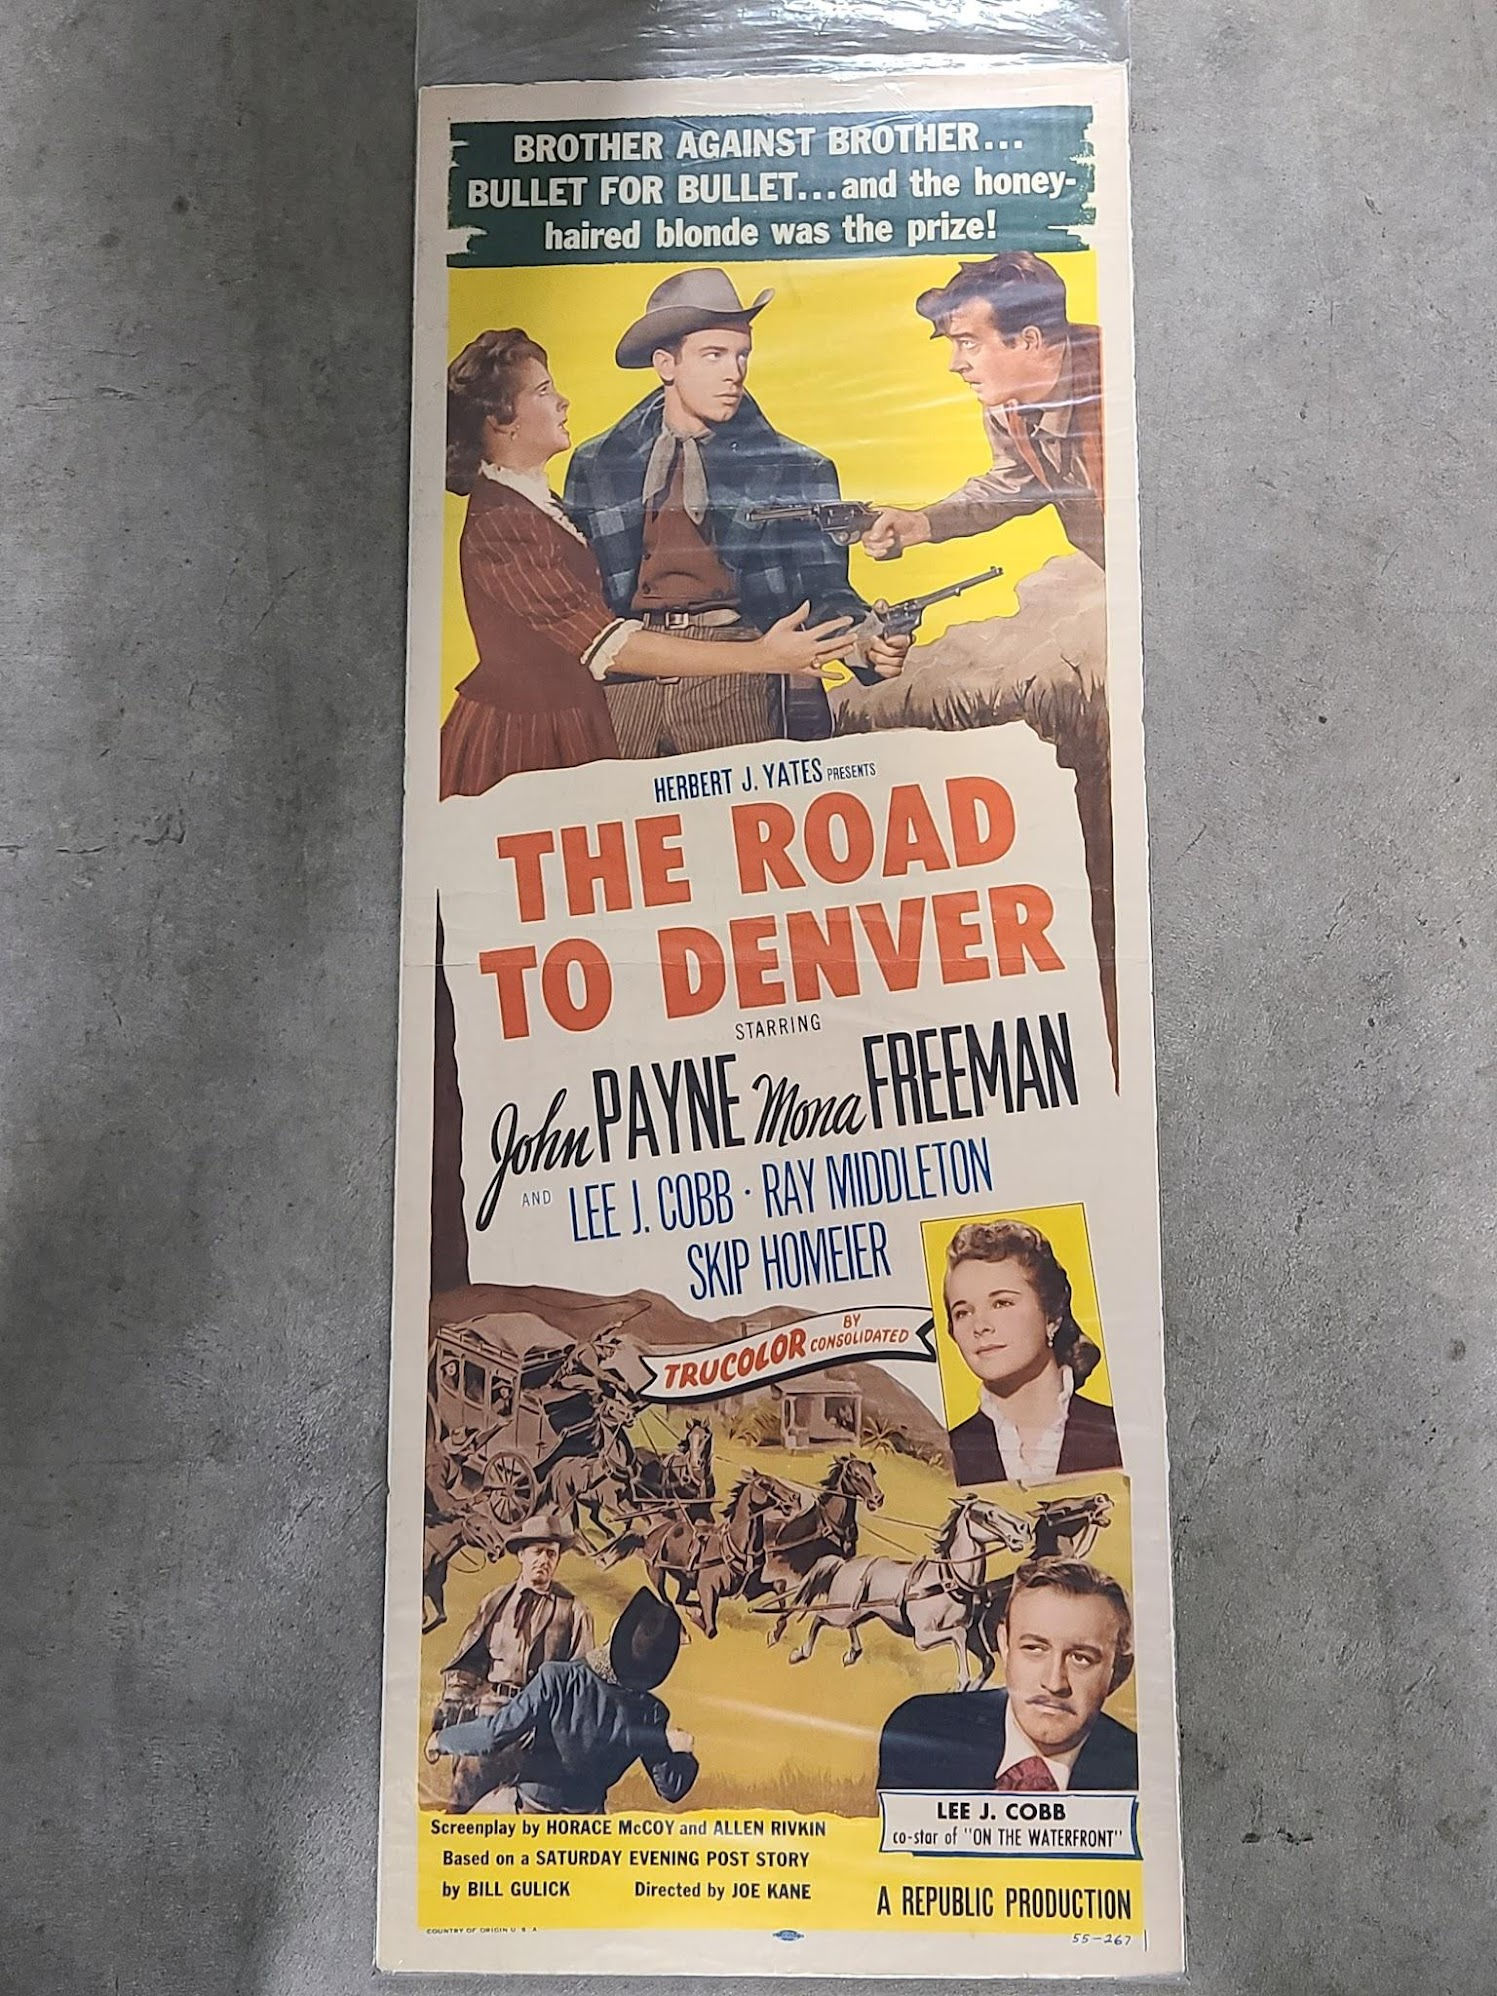 BROTHER AGAINST BROTHER...
BULLET FOR BULLET...and the honey-
haired blonde was the prize!
HERBERT J. YATES PRESENTS
THE ROAD
TO DENVER
STARRING
John PAYNE Mona FREEMAN
AND LEE J. COBB · RAY MIDDLETON
SKIP HOMEIER
TRUCOLOR BY CONSOLIDATED
LEE J. COBB
co-star of "ON THE WATERFRONT"
Screenplay by HORACE McCOY and ALLEN RIVKIN
Based on a SATURDAY EVENING POST STORY
by BILL GULICK Directed by JOE KANE
A REPUBLIC PRODUCTION
COUNTRY OF ORIGIN U. S. A.
55-267